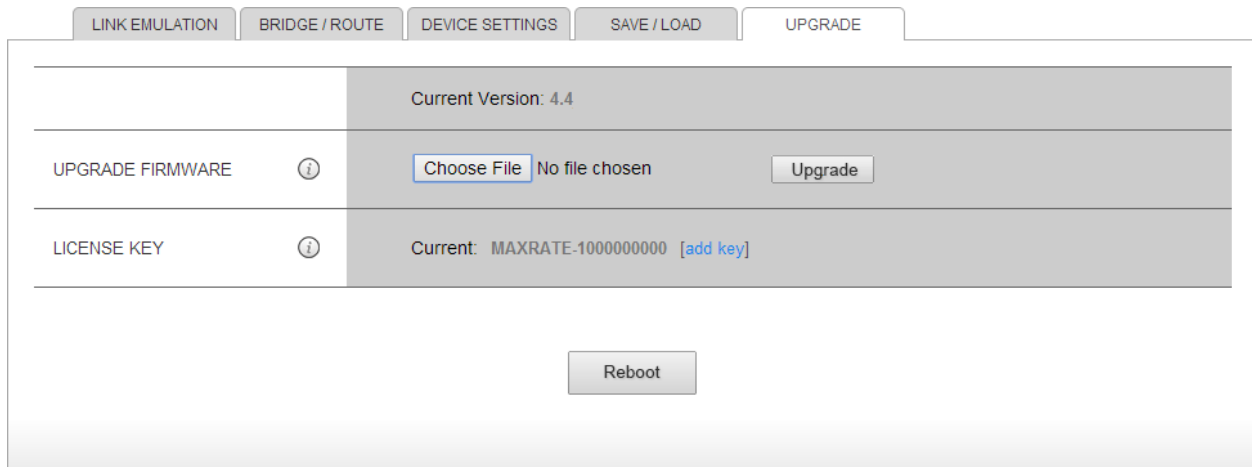 LINK EMULATION BRIDGE / ROUTE DEVICE SETTINGS SAVE / LOAD UPGRADE
Current Version: 4.4
UPGRADE FIRMWARE i Choose File No file chosen Upgrade
LICENSE KEY i Current: MAXRATE-1000000000 [add key]
Reboot